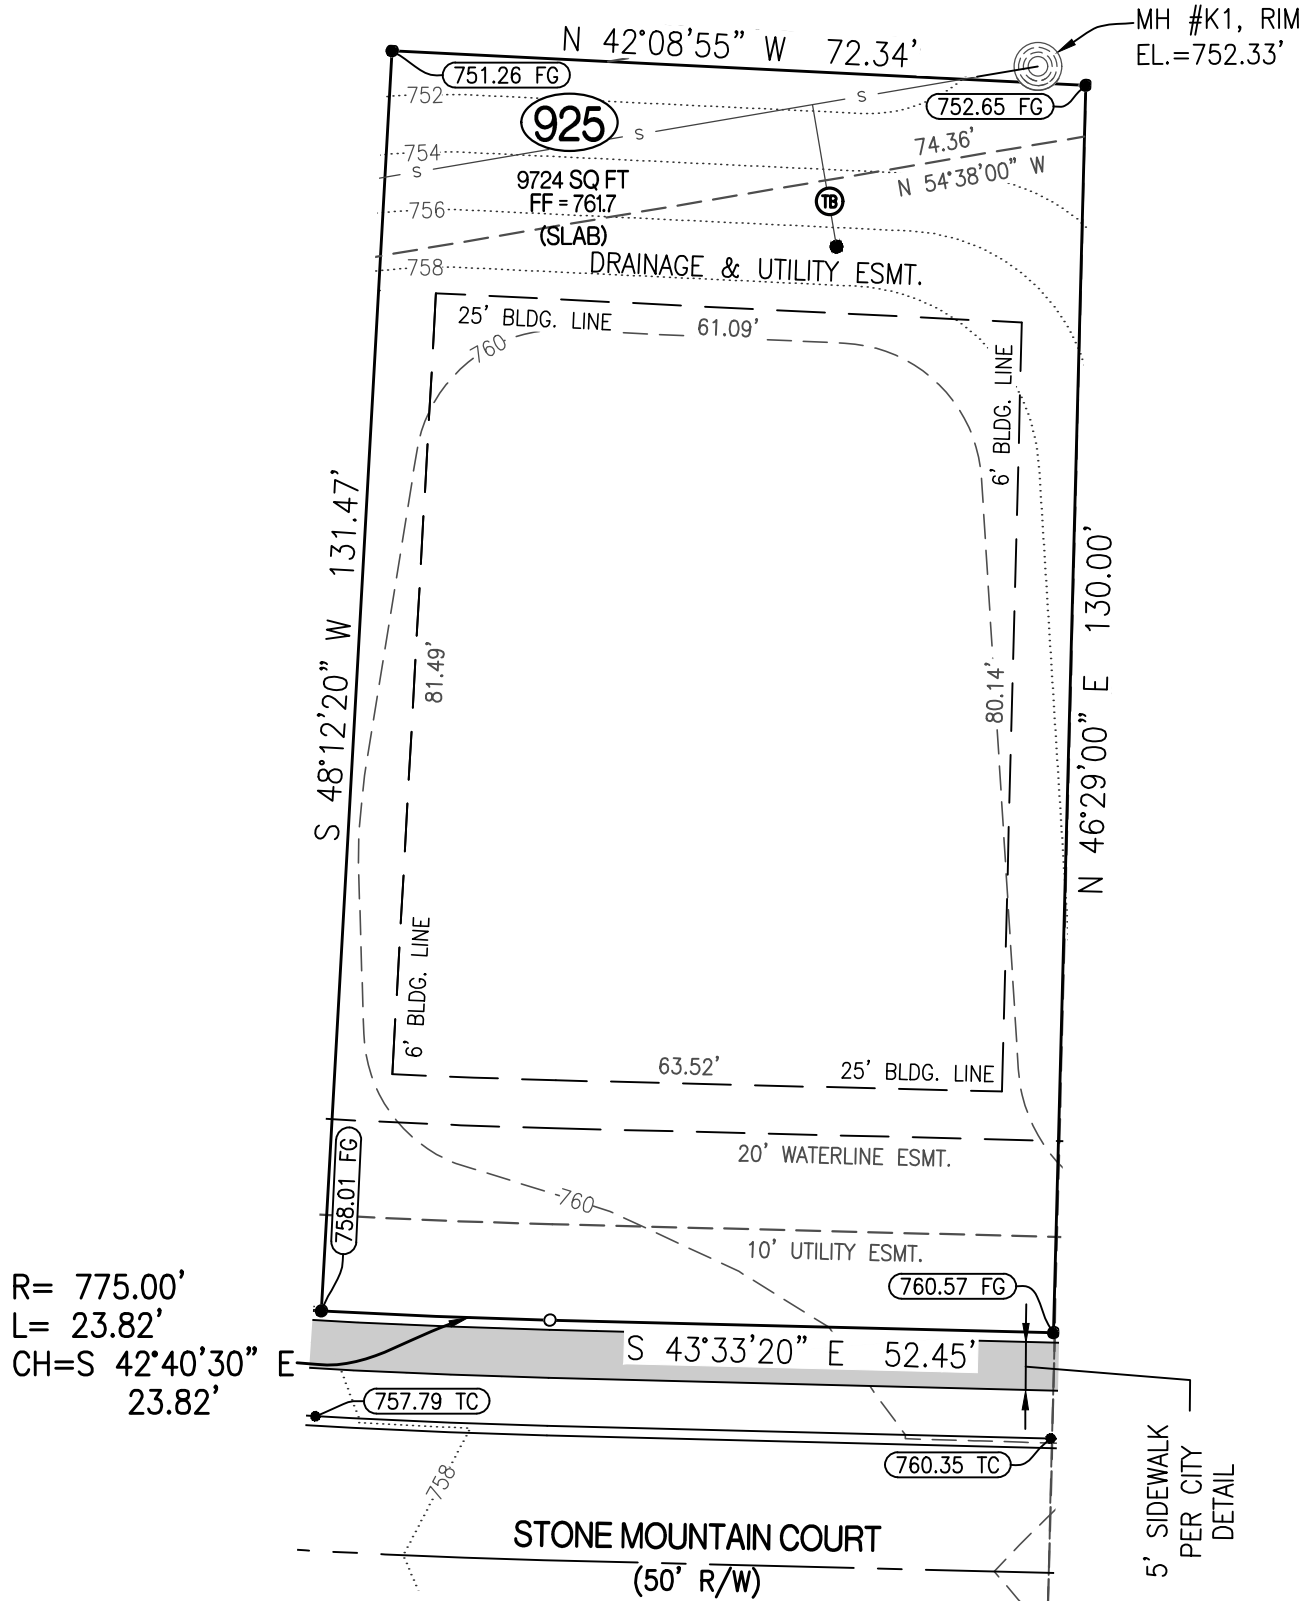 MH #K1, RIM
EL.=752.33'
N 42°08'55" W 72.34'
751.26 FG
752.65 FG
752
925
S
S
74.36'
N 54°38'00" W
754
S
9724 SQ FT
FF = 761.7
(SLAB)
TB
756
758
DRAINAGE & UTILITY ESMT.
25' BLDG. LINE
61.09'
760
6' BLDG. LINE
S 48°12'20" W 131.47'
81.49'
80.14'
N 46°29'00" E 130.00'
6' BLDG. LINE
63.52'
25' BLDG. LINE
20' WATERLINE ESMT.
758.01 FG
760
10' UTILITY ESMT.
760.57 FG
R= 775.00'
L= 23.82'
CH=S 42°40'30" E
23.82'
S 43°33'20" E 52.45'
757.79 TC
760.35 TC
758
5' SIDEWALK
PER CITY
DETAIL
STONE MOUNTAIN COURT
(50' R/W)